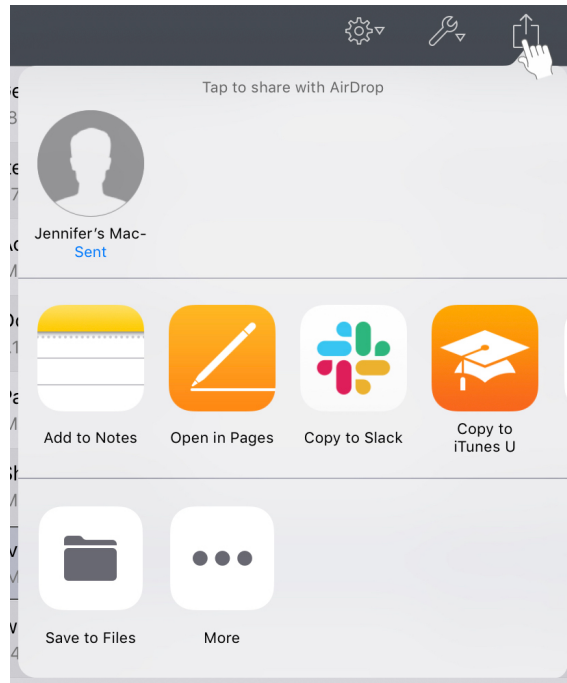 Tap to share with AirDrop
Jennifer's Mac-
Sent
Add to Notes
Open in Pages
Copy to Slack
Copy to
iTunes U
Save to Files
More